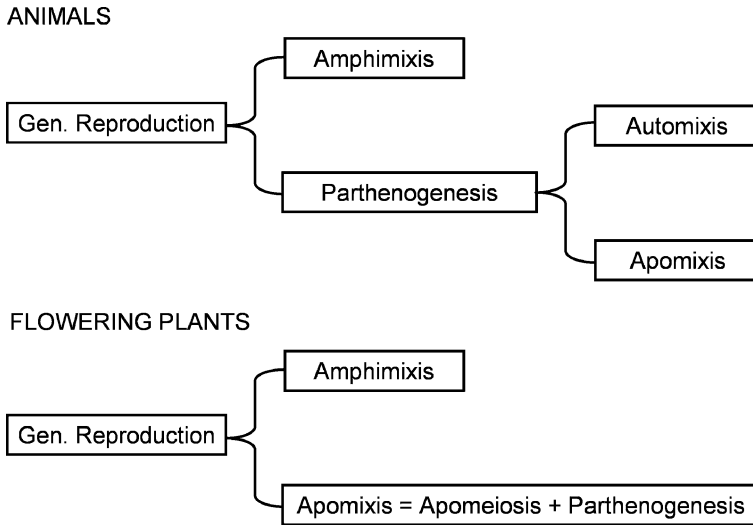 ANIMALS
Amphimixis
Gen. Reproduction
Automixis
Parthenogenesis
Apomixis
FLOWERING PLANTS
Amphimixis
Gen. Reproduction
Apomixis = Apomeiosis + Parthenogenesis